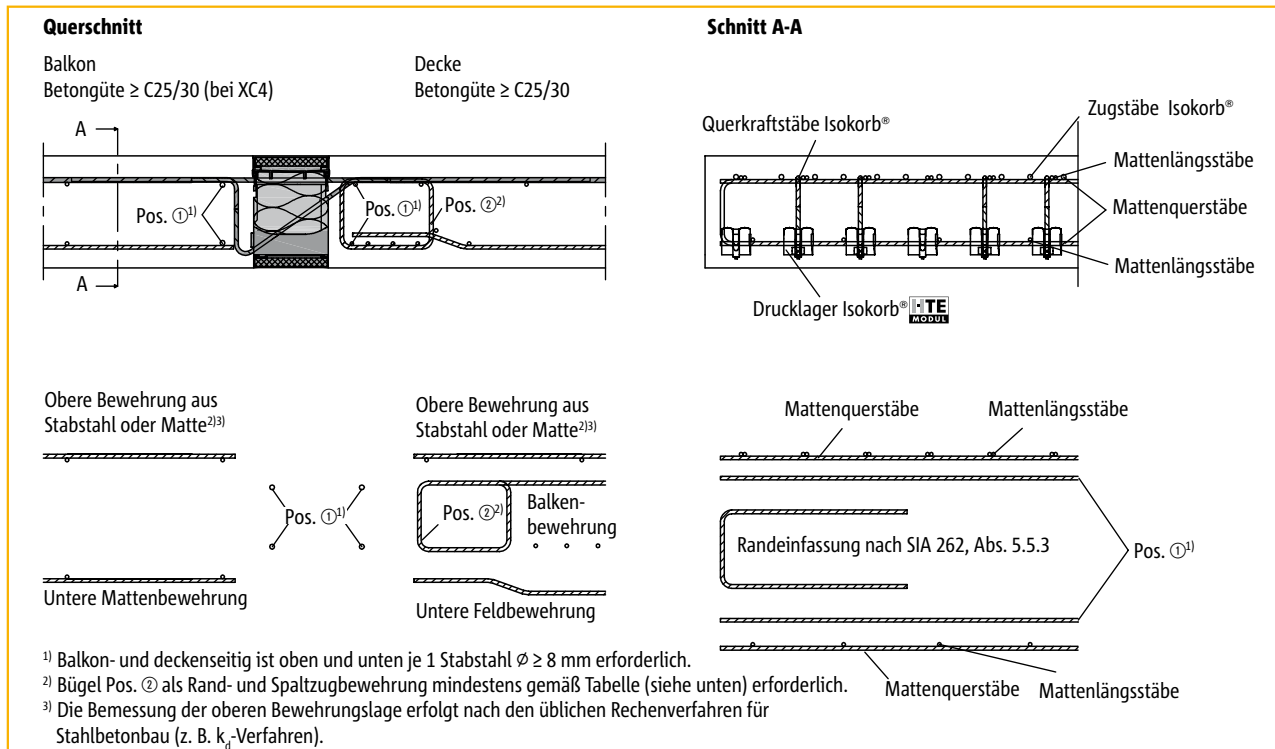 Querschnitt
Balkon
Betongüte ≥ C25/30 (bei XC4)
Decke
Betongüte ≥ C25/30
A
A
Pos. ①¹⁾
Pos. ①¹⁾
Pos. ②²⁾
Schnitt A-A
Querkraftstäbe Isokorb®
Zugstäbe Isokorb®
Mattenlängsstäbe
Mattenquerstäbe
Mattenlängsstäbe
Drucklager Isokorb® HTE MODUL
Obere Bewehrung aus
Stabstahl oder Matte²⁾³⁾
Pos. ①¹⁾
Untere Mattenbewehrung
Obere Bewehrung aus
Stabstahl oder Matte²⁾³⁾
Pos. ②²⁾
Balken-
bewehrung
Untere Feldbewehrung
Mattenquerstäbe
Mattenlängsstäbe
Randeinfassung nach SIA 262, Abs. 5.5.3
Pos. ①¹⁾
Mattenquerstäbe
Mattenlängsstäbe
¹⁾ Balkon- und deckenseitig ist oben und unten je 1 Stabstahl ∅ ≥ 8 mm erforderlich.
²⁾ Bügel Pos. ② als Rand- und Spaltzugbewehrung mindestens gemäß Tabelle (siehe unten) erforderlich.
³⁾ Die Bemessung der oberen Bewehrungslage erfolgt nach den üblichen Rechenverfahren für
Stahlbetonbau (z. B. k_d-Verfahren).